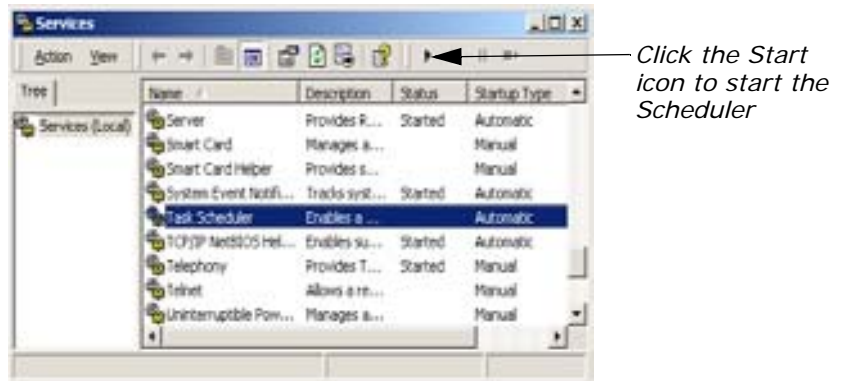 Services
Action View
Click the Start
icon to start the
Scheduler
Tree
Name / Description Status Startup Type
Services (Local)
Server Provides R... Started Automatic
Smart Card Manages a... Manual
Smart Card Helper Provides s... Manual
System Event Notifi... Tracks syst... Started Automatic
Task Scheduler Enables a ... Automatic
TCP/IP NetBIOS Hel... Enables su... Started Automatic
Telephony Provides T... Started Manual
Telnet Allows a re... Manual
Uninterruptible Pow... Manages a... Manual